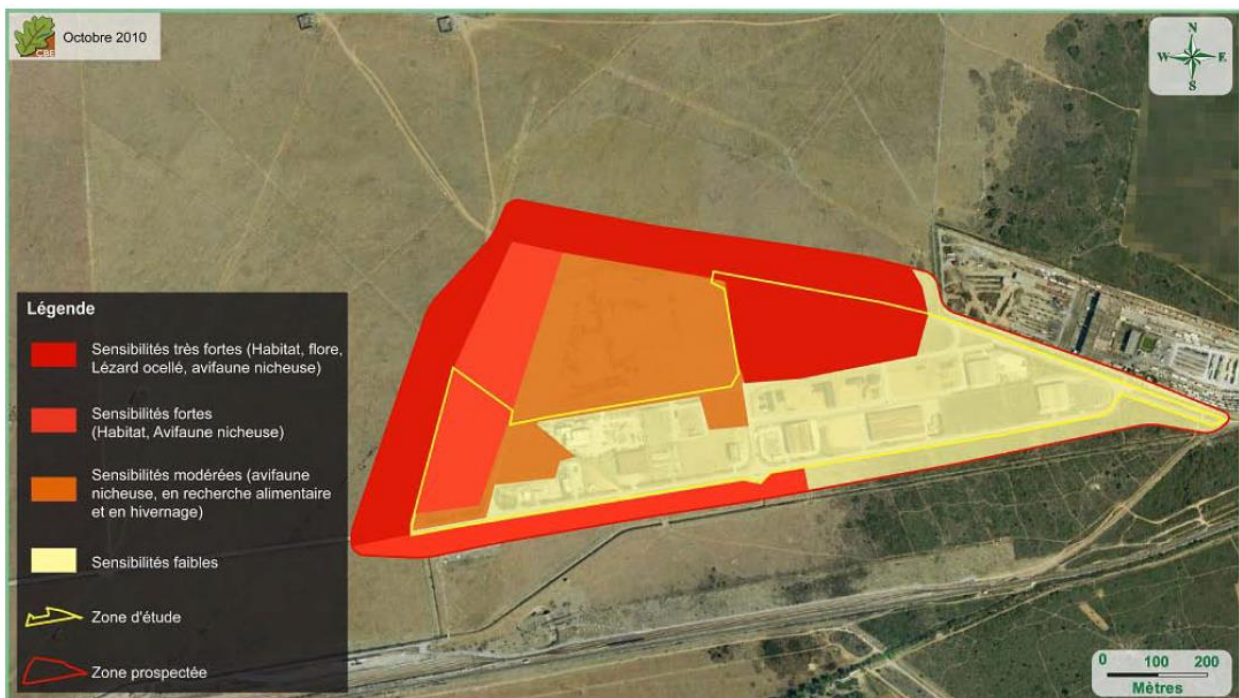 CBE
Octobre 2010
N
W E
S
Légende
Sensibilités très fortes (Habitat, flore,
Lézard ocellé, avifaune nicheuse)
Sensibilités fortes
(Habitat, Avifaune nicheuse)
Sensibilités modérées (avifaune
nicheuse, en recherche alimentaire
et en hivernage)
Sensibilités faibles
Zone d'étude
Zone prospectée
0 100 200
Mètres